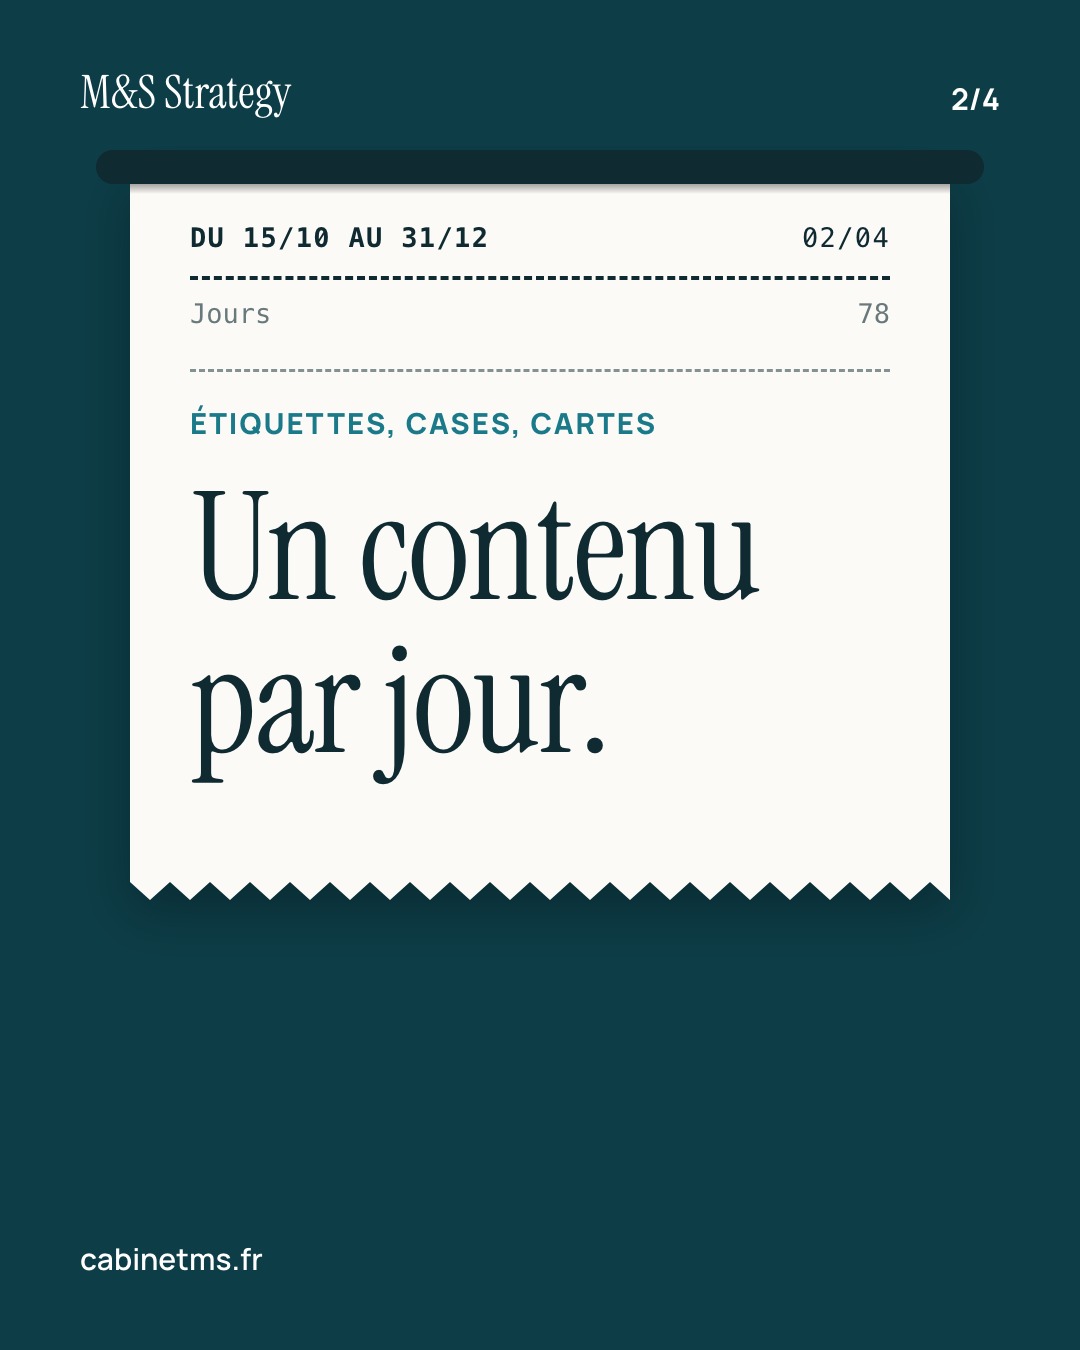 M&S Strategy
2/4
DU 15/10 AU 31/12 02/04
Jours 78
ÉTIQUETTES, CASES, CARTES
Un contenu
par jour.
cabinetms.fr